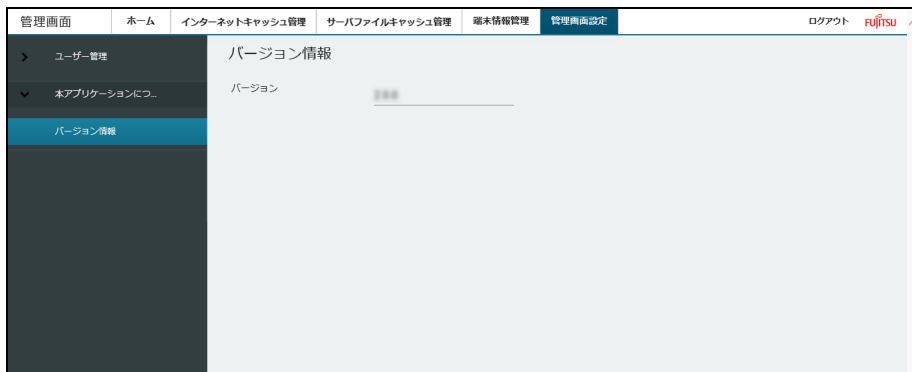 管理画面
ホーム
インターネットキャッシュ管理
サーバファイルキャッシュ管理
端末情報管理
管理画面設定
ログアウト
FUJITSU
ユーザー管理
本アプリケーションにつ...
バージョン情報
バージョン情報
バージョン